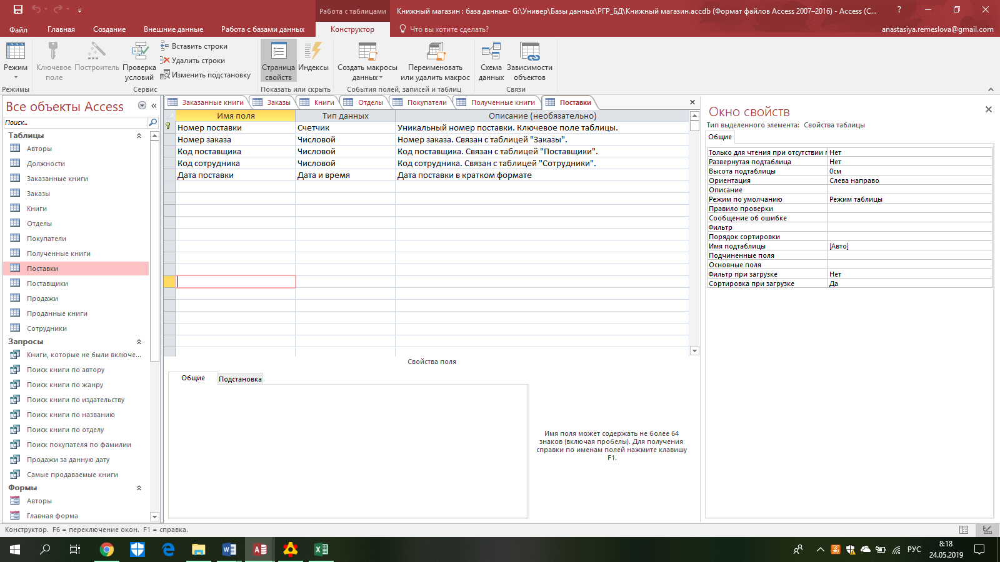 Работа с таблицами
Книжный магазин : база данных- G:\Универ\Базы данных\РГР_БД\Книжный магазин.accdb (Формат файлов Access 2007–2016) - Access (С...
?
Файл
Главная
Создание
Внешние данные
Работа с базами данных
Конструктор
Что вы хотите сделать?
anastasiya.remeslova@gmail.com
Режим
Ключевое поле
Построитель
Проверка условий
Вставить строки
Удалить строки
Изменить подстановку
Страница свойств
Индексы
Создать макросы данных
Переименовать или удалить макрос
Схема данных
Зависимости объектов
Режимы
Сервис
Показать или скрыть
События полей, записей и таблиц
Связи
Все объекты Access
Поиск...
Таблицы
Авторы
Должности
Заказанные книги
Заказы
Книги
Отделы
Покупатели
Полученные книги
Поставки
Поставщики
Продажи
Проданные книги
Сотрудники
Запросы
Книги, которые не были включе...
Поиск книги по автору
Поиск книги по жанру
Поиск книги по издательству
Поиск книги по названию
Поиск книги по отделу
Поиск покупателя по фамилии
Продажи за данную дату
Самые продаваемые книги
Формы
Авторы
Главная форма
Заказанные книги
Заказы
Книги
Отделы
Покупатели
Полученные книги
Поставки
Имя поля Тип данных Описание (необязательно)
Номер поставки Счетчик Уникальный номер поставки. Ключевое поле таблицы.
Номер заказа Числовой Номер заказа. Связан с таблицей "Заказы".
Код поставщика Числовой Код поставщика. Связан с таблицей "Поставщики".
Код сотрудника Числовой Код сотрудника. Связан с таблицей "Сотрудники".
Дата поставки Дата и время Дата поставки в кратком формате
Свойства поля
Общие
Подстановка
Имя поля может содержать не более 64
знаков (включая пробелы). Для получения
справки по именам полей нажмите клавишу
F1.
Окно свойств
Тип выделенного элемента: Свойства таблицы
Общие
Только для чтения при отсутствии г Нет
Развернутая подтаблица Нет
Высота подтаблицы 0см
Ориентация Слева направо
Описание
Режим по умолчанию Режим таблицы
Правило проверки
Сообщение об ошибке
Фильтр
Порядок сортировки
Имя подтаблицы [Авто]
Подчиненные поля
Основные поля
Фильтр при загрузке Нет
Сортировка при загрузке Да
Конструктор. F6 = переключение окон. F1 = справка.
РУС
8:18
24.05.2019